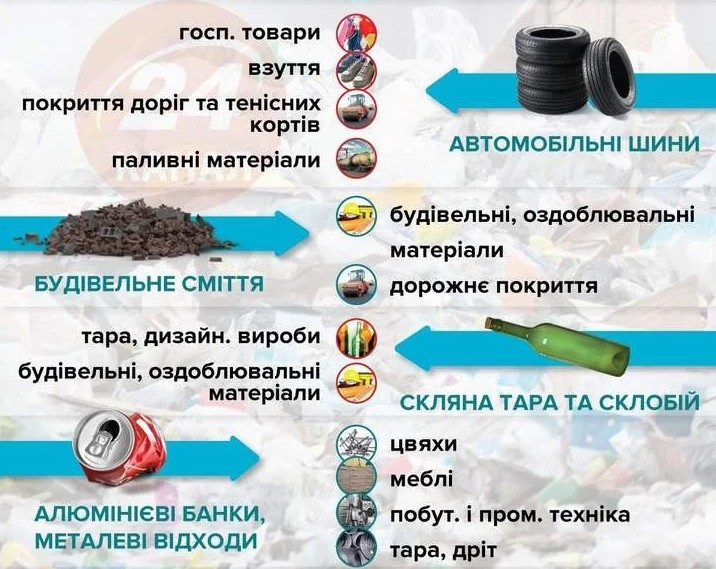 госп. товари
взуття
покриття доріг та тенісних
кортів
паливні матеріали
АВТОМОБІЛЬНІ ШИНИ
24
КАНАЛ
БУДІВЕЛЬНЕ СМІТТЯ
будівельні, оздоблювальні
матеріали
дорожнє покриття
тара, дизайн. вироби
будівельні, оздоблювальні
матеріали
СКЛЯНА ТАРА ТА СКЛОБІЙ
АЛЮМІНІЄВІ БАНКИ,
МЕТАЛЕВІ ВІДХОДИ
цвяхи
меблі
побут. і пром. техніка
тара, дріт